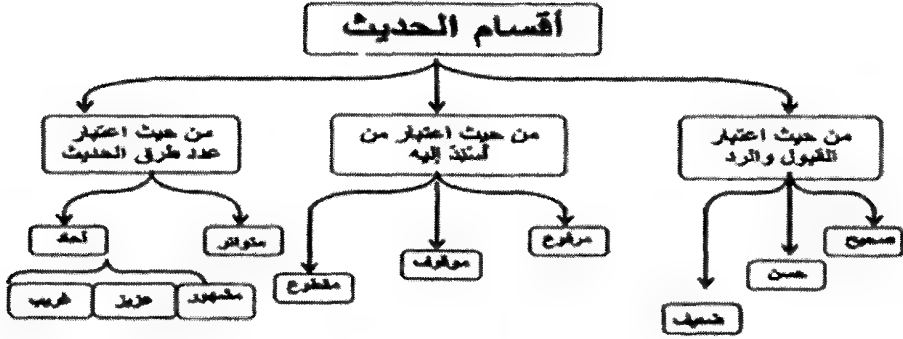 أقسام الحديث
من حيث اعتبار
القبول والرد
من حيث اعتبار من
أسند إليه
من حيث اعتبار
عدد طرق الحديث
صحيح
حسن
ضعيف
مرفوع
موقوف
مقطوع
متواتر
آحاد
مشهور
عزيز
غريب